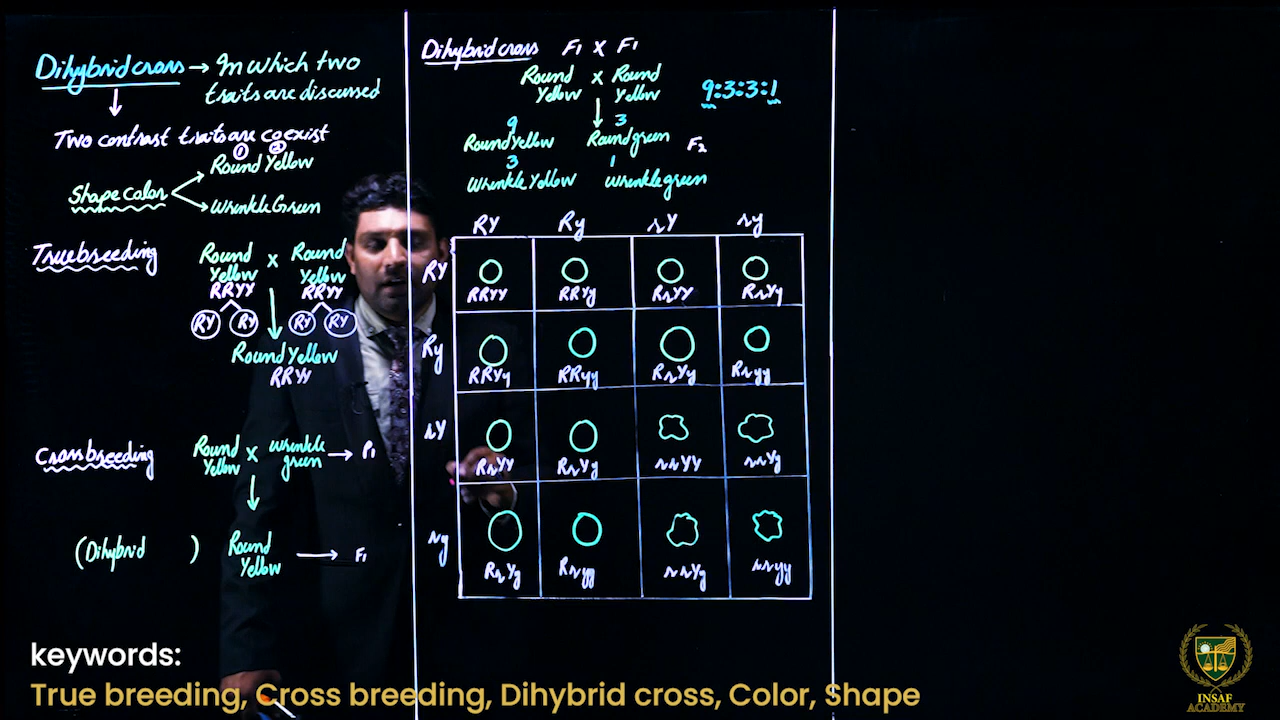 Dihybrid cross → In which two
traits are discussed
Two contrast traits are coexist
① ②
Round Yellow
Shape color
Wrinkle Green
True breeding
Round Yellow × Round Yellow
RRYY RRYY
RY RY RY RY
Round Yellow
RRYY
Cross breeding
Round Yellow × wrinkle green → P₁
(Dihybrid )
Round Yellow → F₁
Dihybrid cross F₁ × F₁
Round Yellow × Round Yellow
9:3:3:1
9 3
Round Yellow Round green F₂
3 1
Wrinkle Yellow Wrinkle green
RY Ry rY ry
RY RRYY RRYy RrYY RrYy
Ry RRYy RRyy RrYy Rryy
rY RrYY RrYy rrYY rrYy
ry RrYy Rryy rrYy rryy
keywords:
True breeding, Cross breeding, Dihybrid cross, Color, Shape
INSAF
ACADEMY